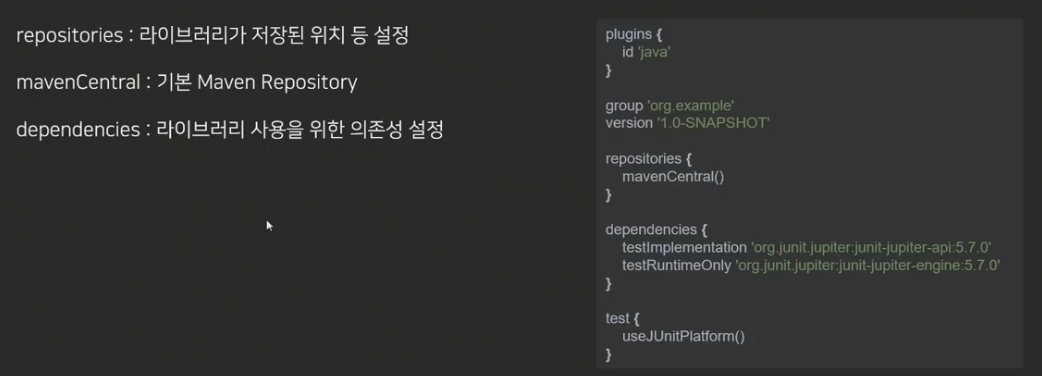 repositories : 라이브러리가 저장된 위치 등 설정
mavenCentral : 기본 Maven Repository
dependencies : 라이브러리 사용을 위한 의존성 설정
plugins {
    id 'java'
}
group 'org.example'
version '1.0-SNAPSHOT'
repositories {
    mavenCentral()
}
dependencies {
    testImplementation 'org.junit.jupiter:junit-jupiter-api:5.7.0'
    testRuntimeOnly 'org.junit.jupiter:junit-jupiter-engine:5.7.0'
}
test {
    useJUnitPlatform()
}